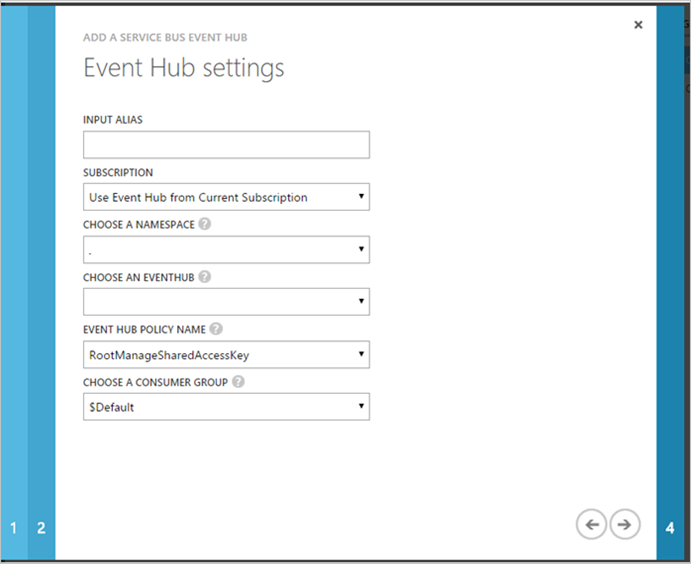 ADD A SERVICE BUS EVENT HUB
Event Hub settings
INPUT ALIAS
SUBSCRIPTION
Use Event Hub from Current Subscription
CHOOSE A NAMESPACE ?
.
CHOOSE AN EVENTHUB ?
EVENT HUB POLICY NAME ?
RootManageSharedAccessKey
CHOOSE A CONSUMER GROUP ?
$Default
1 2 4